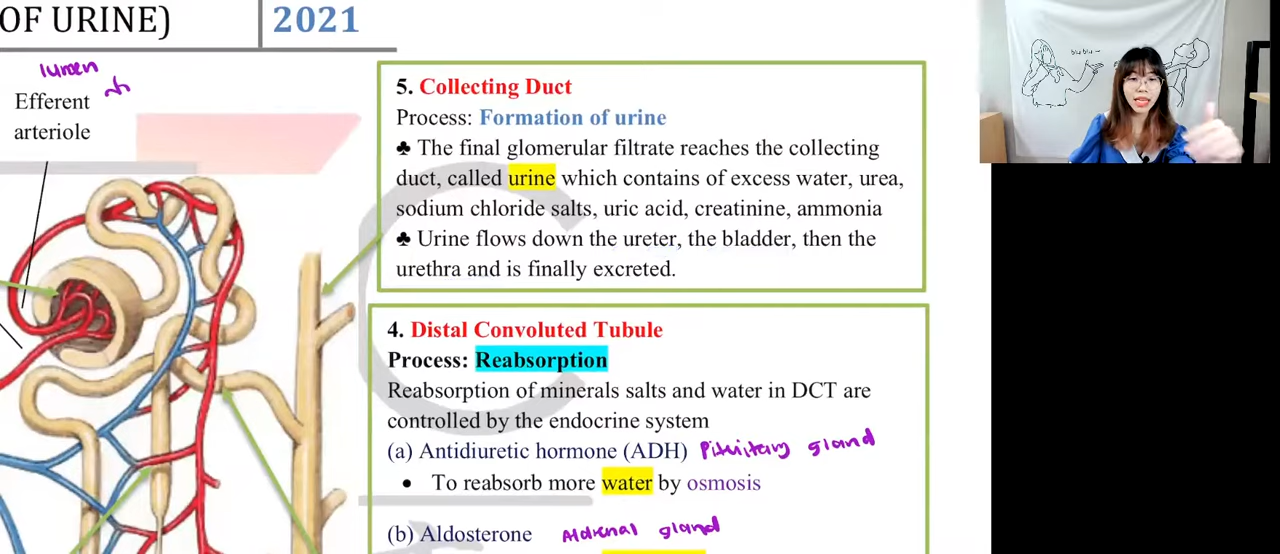 OF URINE)
2021
lumen
Efferent
arteriole
5. Collecting Duct
Process: Formation of urine
♣ The final glomerular filtrate reaches the collecting
duct, called urine which contains of excess water, urea,
sodium chloride salts, uric acid, creatinine, ammonia
♣ Urine flows down the ureter, the bladder, then the
urethra and is finally excreted.
4. Distal Convoluted Tubule
Process: Reabsorption
Reabsorption of minerals salts and water in DCT are
controlled by the endocrine system
(a) Antidiuretic hormone (ADH) Pituitary gland
• To reabsorb more water by osmosis
(b) Aldosterone Aldrenal gland